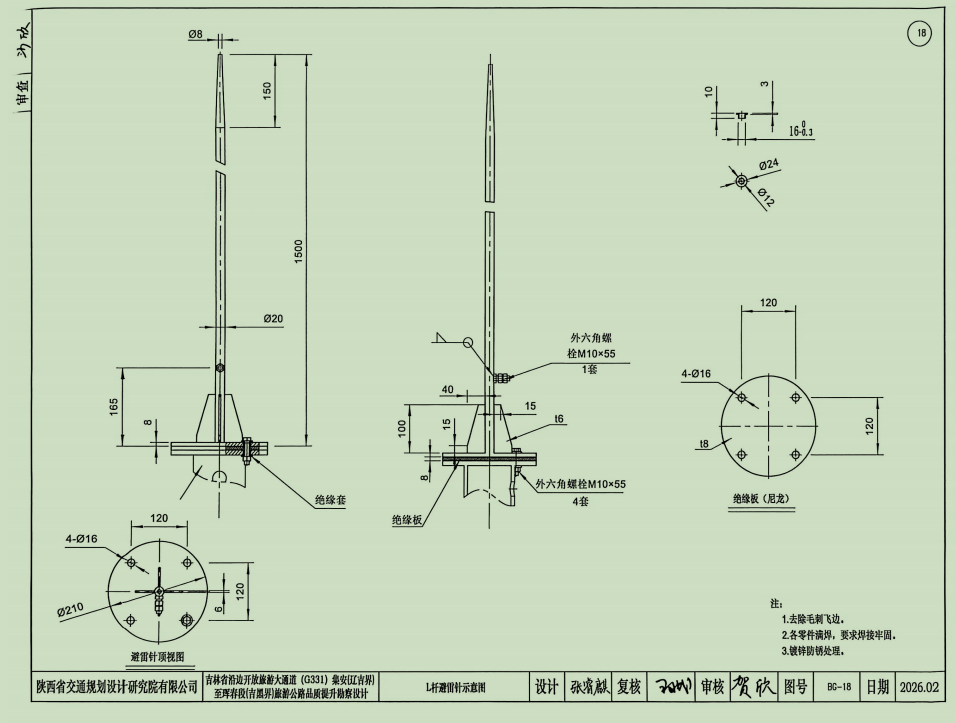 18
审查
Ø8
150
1500
Ø20
165
8
绝缘套
外六角螺
栓M10×55
1套
40
15
100
15
t6
8
外六角螺栓M10×55
4套
绝缘板
10
3
16 0 -0.3
Ø24
Ø12
120
4-Ø16
120
t8
绝缘板（尼龙）
120
4-Ø16
Ø210
120
6
避雷针顶视图
注：
1.去除毛刺飞边。
2.各零件满焊，要求焊接牢固。
3.镀锌防锈处理。
陕西省交通规划设计研究院有限公司
吉林省沿边开放旅游大通道（G331）集安(辽吉界)
至珲春段(吉黑界)旅游公路品质提升勘察设计
L杆避雷针示意图
设计
复核
审核
贺欣
图号
BG-18
日期
2026.02